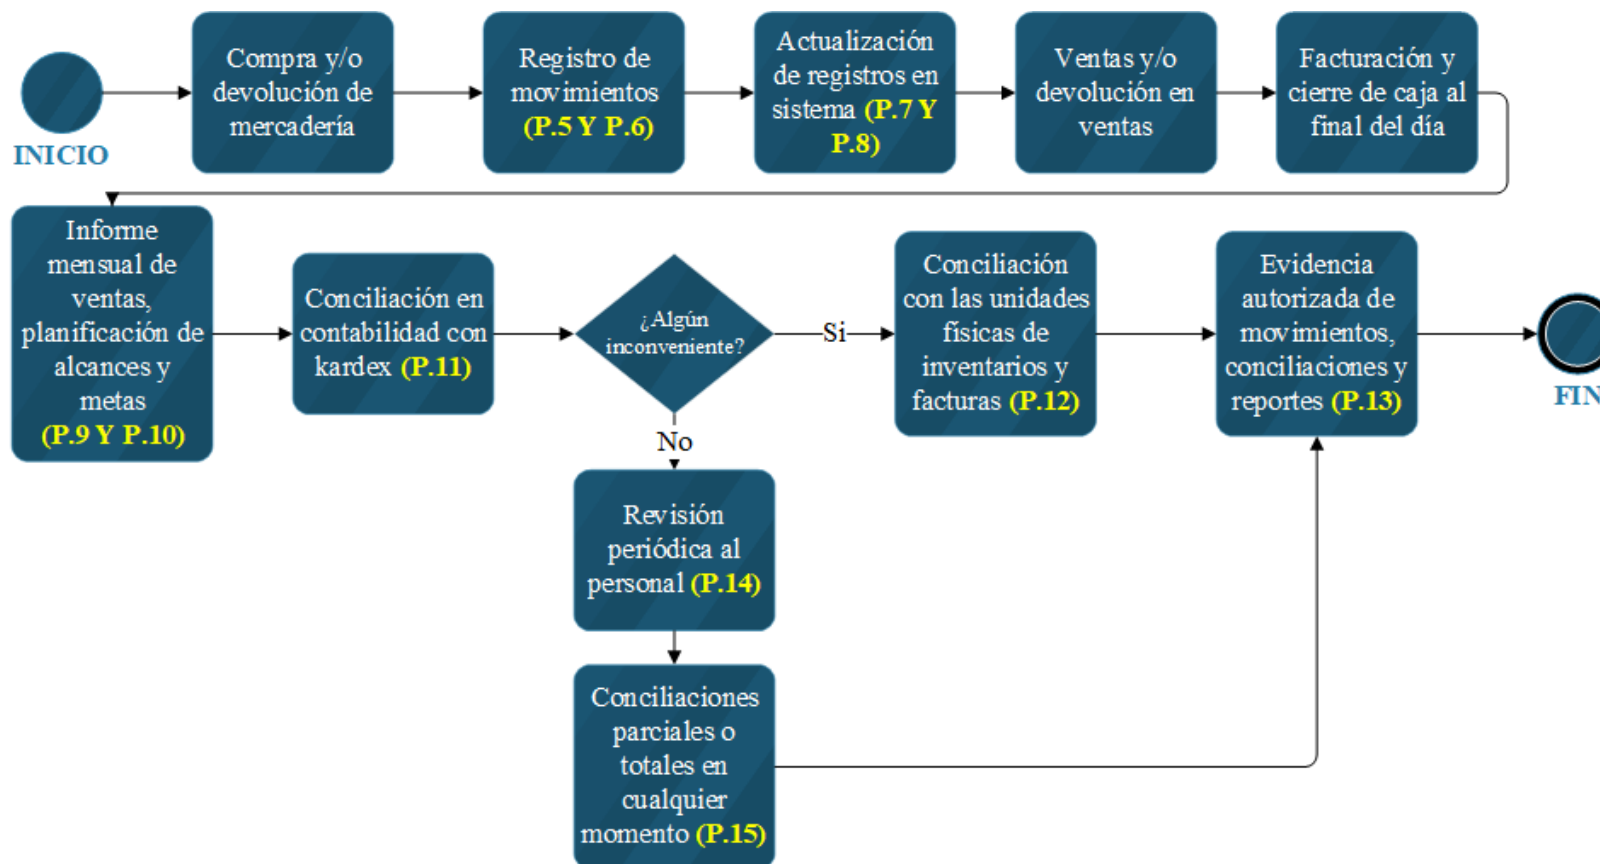 INICIO
Compra y/o
devolución de
mercadería
Registro de
movimientos
(P.5 Y P.6)
Actualización
de registros en
sistema (P.7 Y
P.8)
Ventas y/o
devolución en
ventas
Facturación y
cierre de caja al
final del día
Informe
mensual de
ventas,
planificación de
alcances y
metas
(P.9 Y P.10)
Conciliación en
contabilidad con
kardex (P.11)
¿Algún
inconveniente?
Si
Conciliación
con las unidades
físicas de
inventarios y
facturas (P.12)
Evidencia
autorizada de
movimientos,
conciliaciones y
reportes (P.13)
FIN
No
Revisión
periódica al
personal (P.14)
Conciliaciones
parciales o
totales en
cualquier
momento (P.15)